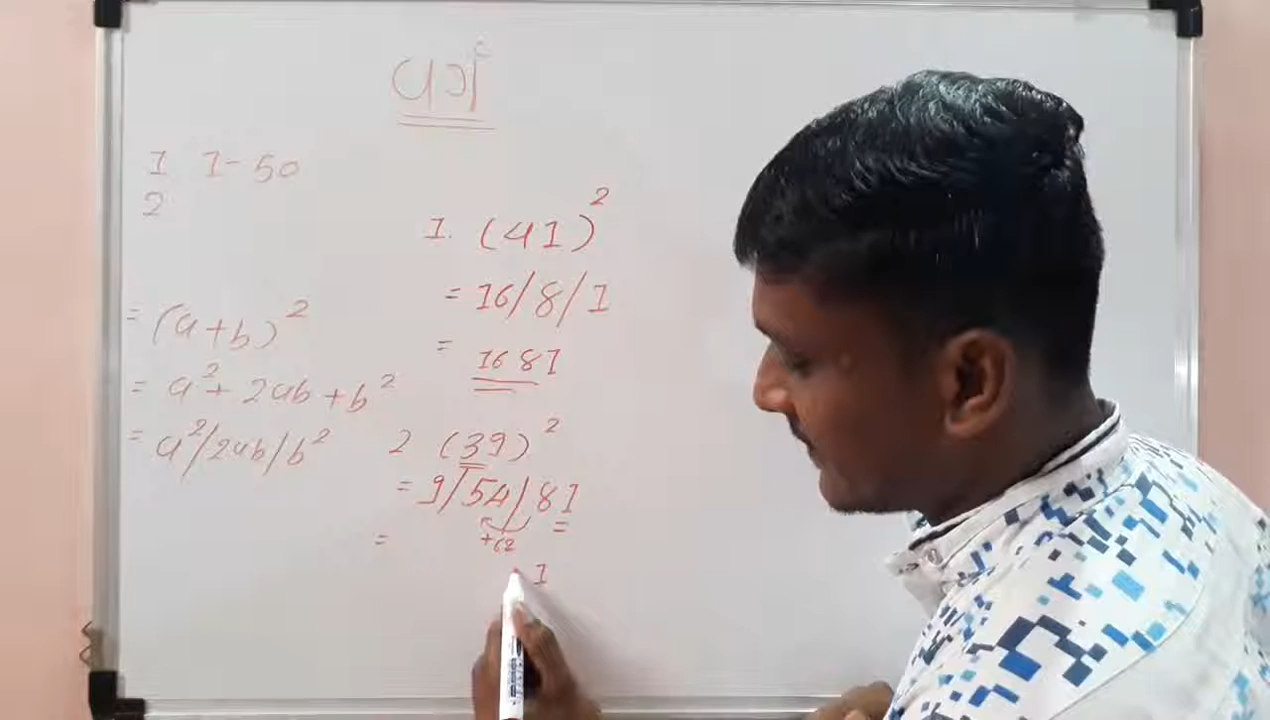 વર્ગ
1 1- 50
2
1. (41)²
= 16/8/1
= 1681
= (a+b)²
= a²+2ab+b²
= a²/2ab/b²
2 (39)²
= 9/54/81
+62
=
1